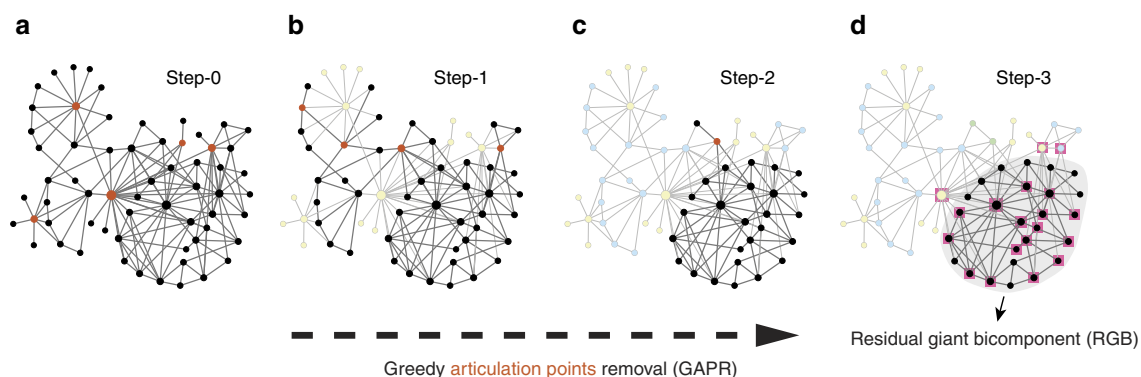 a
b
c
d
Step-0
Step-1
Step-2
Step-3
Residual giant bicomponent (RGB)
Greedy articulation points removal (GAPR)